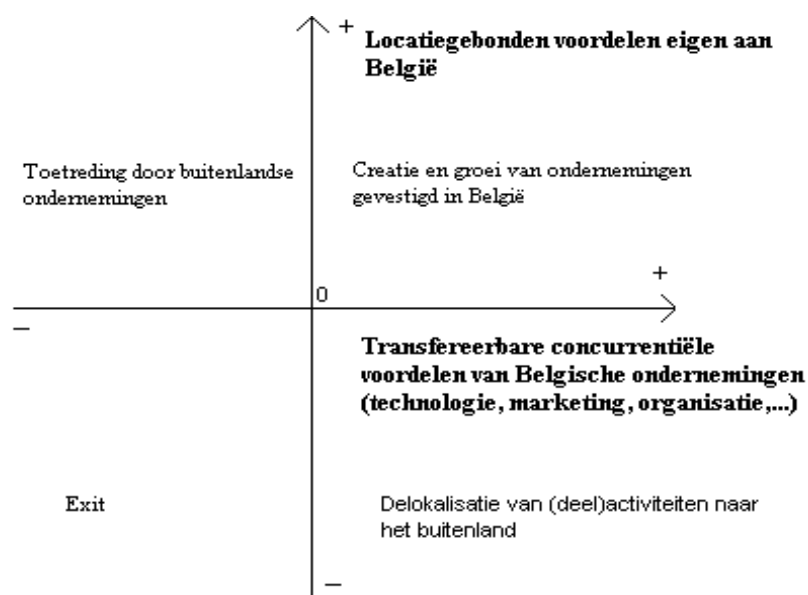 +
Locatiegebonden voordelen eigen aan
België
Toetreding door buitenlandse
ondernemingen
Creatie en groei van ondernemingen
gevestigd in België
+
0
–
Transfereerbare concurrentiële
voordelen van Belgische ondernemingen
(technologie, marketing, organisatie,...)
Exit
Delokalisatie van (deel)activiteiten naar
het buitenland
–